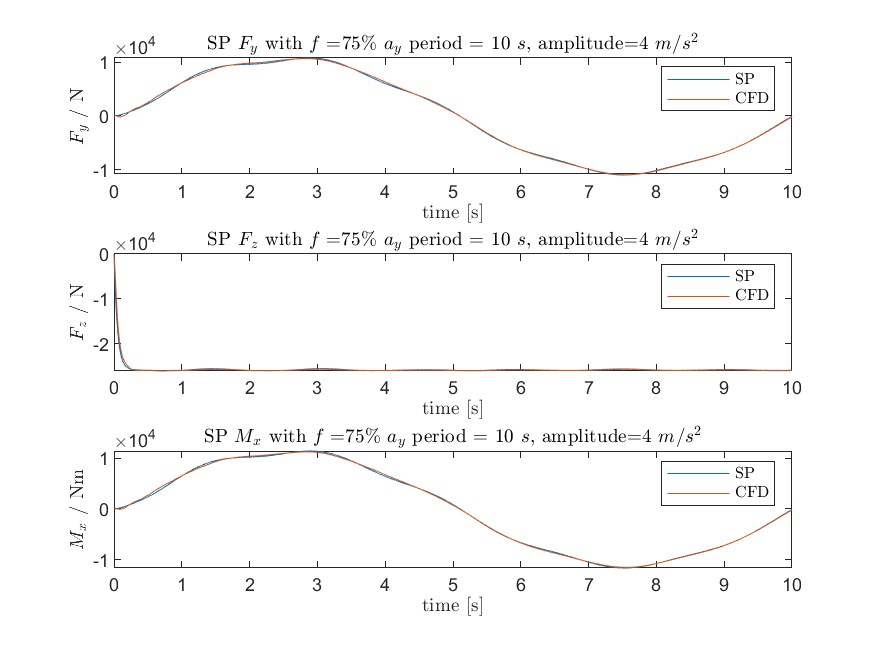 SP F_y with f =75% a_y period = 10 s, amplitude=4 m/s^2
×10^4
1
0
-1
F_y / N
SP
CFD
0 1 2 3 4 5 6 7 8 9 10
time [s]
SP F_z with f =75% a_y period = 10 s, amplitude=4 m/s^2
×10^4
0
-1
-2
F_z / N
SP
CFD
0 1 2 3 4 5 6 7 8 9 10
time [s]
SP M_x with f =75% a_y period = 10 s, amplitude=4 m/s^2
×10^4
1
0
-1
M_x / Nm
SP
CFD
0 1 2 3 4 5 6 7 8 9 10
time [s]